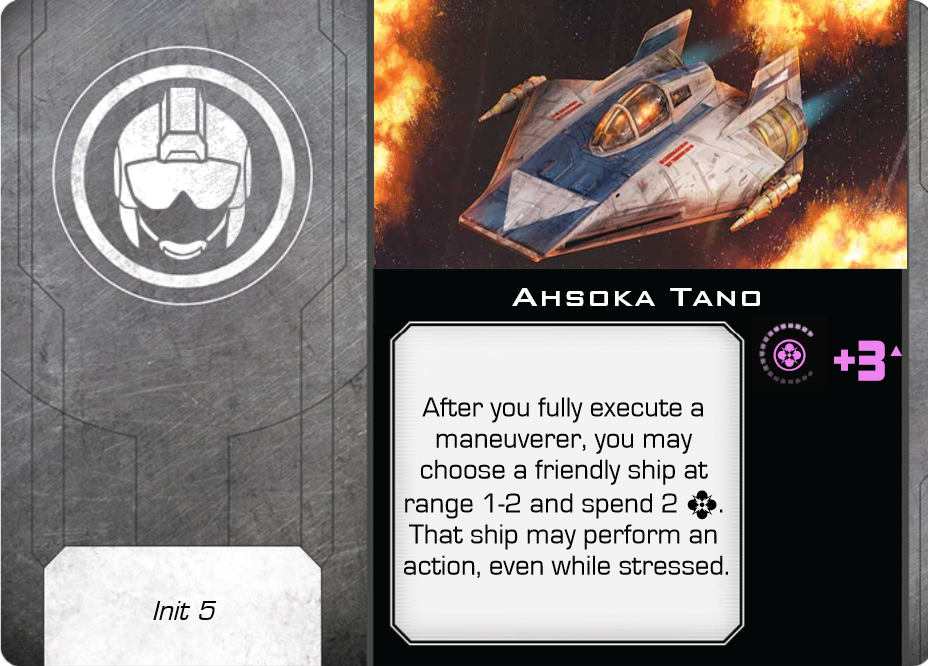 Ahsoka Tano
+3
After you fully execute a
maneuverer, you may
choose a friendly ship at
range 1-2 and spend 2 .
That ship may perform an
action, even while stressed.
Init 5